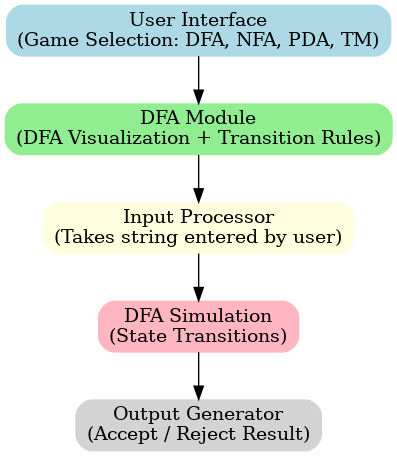 User Interface
(Game Selection: DFA, NFA, PDA, TM)
DFA Module
(DFA Visualization + Transition Rules)
Input Processor
(Takes string entered by user)
DFA Simulation
(State Transitions)
Output Generator
(Accept / Reject Result)